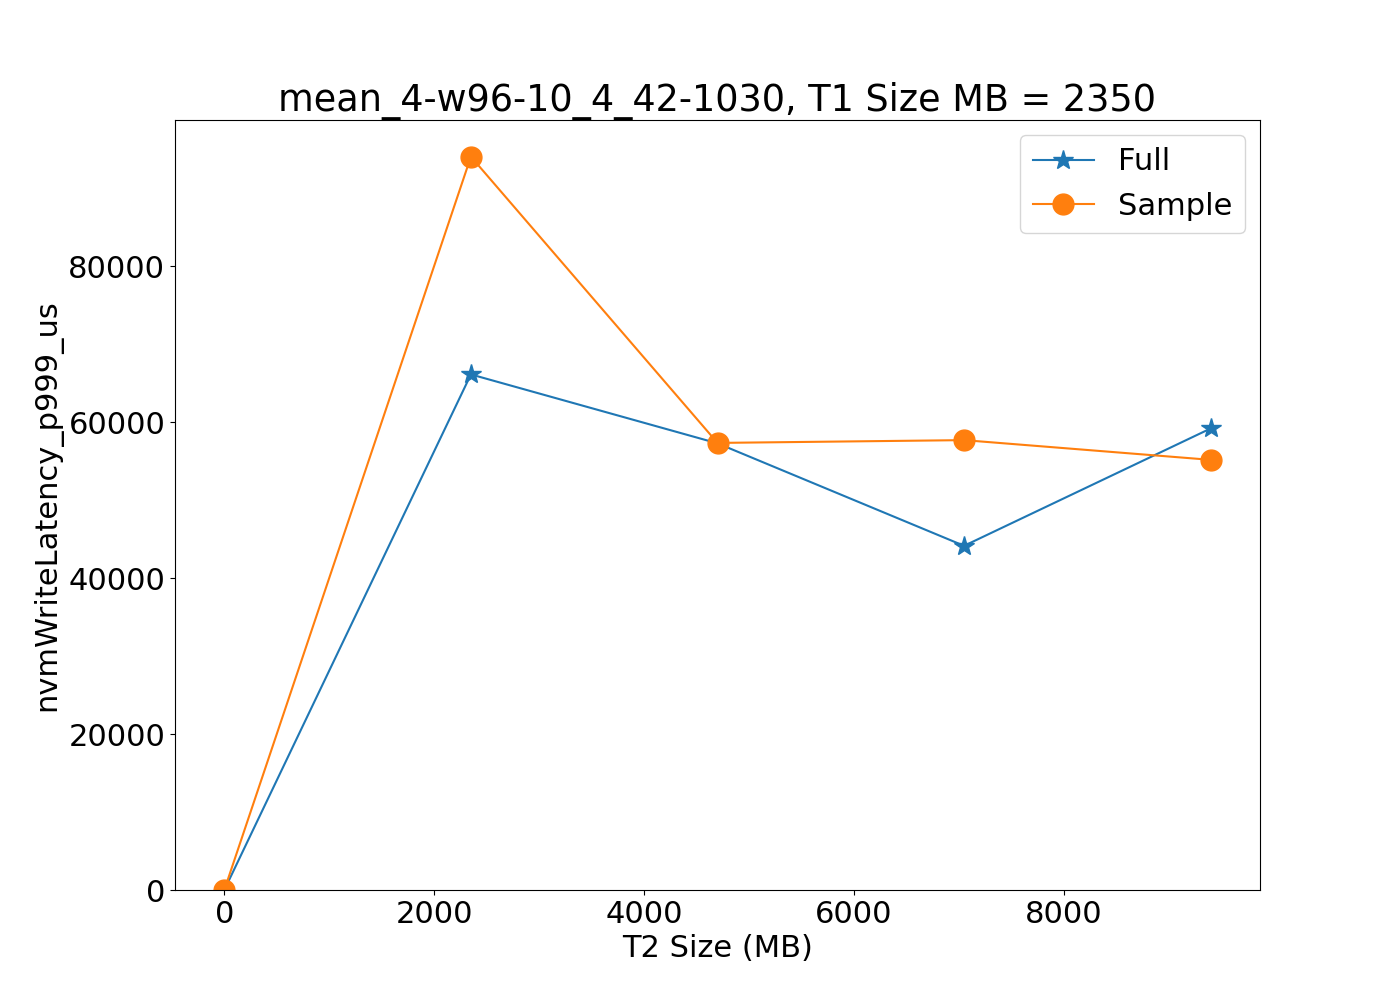 mean_4-w96-10_4_42-1030, T1 Size MB = 2350
Full
Sample
80000
60000
40000
20000
0
nvmWriteLatency_p999_us
0 2000 4000 6000 8000
T2 Size (MB)